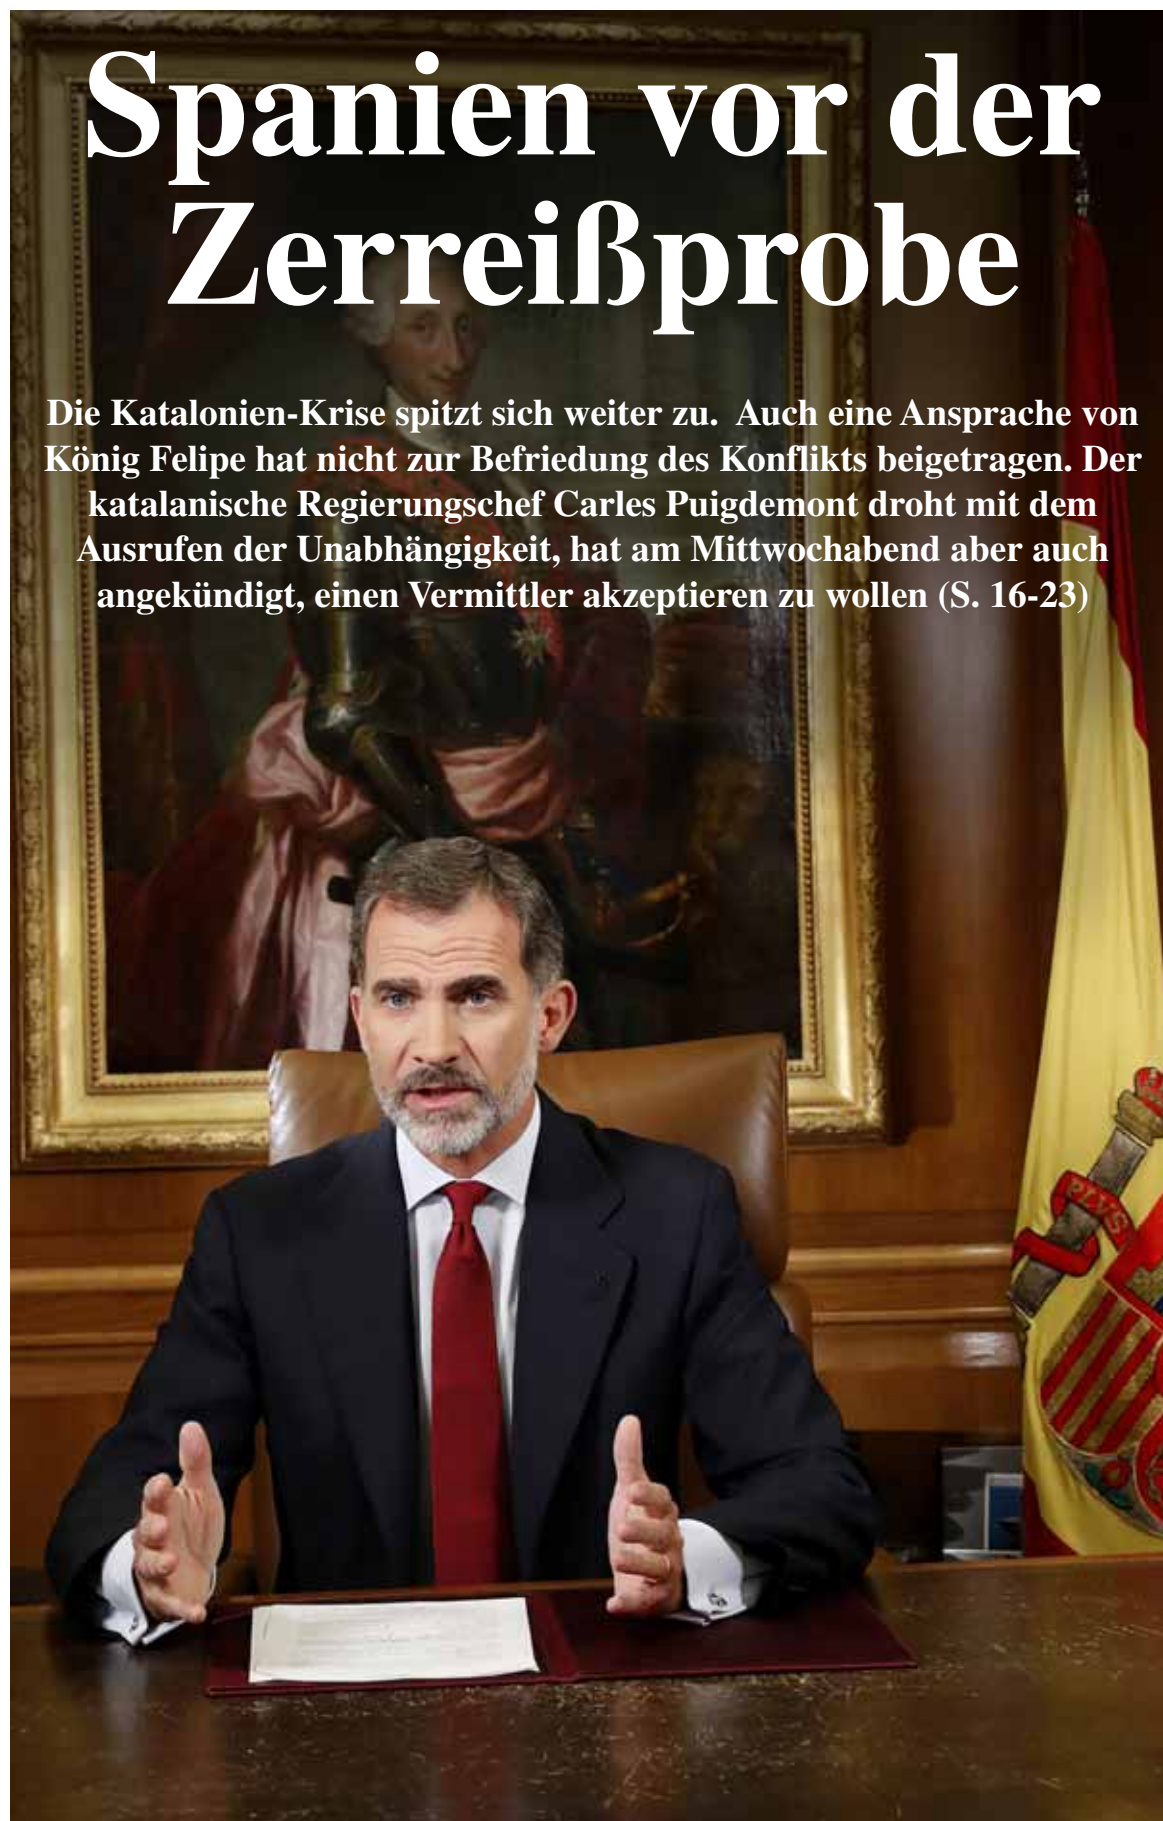 Spanien vor der
Zerreißprobe
Die Katalonien-Krise spitzt sich weiter zu.  Auch eine Ansprache von
König Felipe hat nicht zur Befriedung des Konflikts beigetragen. Der
katalanische Regierungschef Carles Puigdemont droht mit dem
Ausrufen der Unabhängigkeit, hat am Mittwochabend aber auch
angekündigt, einen Vermittler akzeptieren zu wollen (S. 16-23)
PLVS